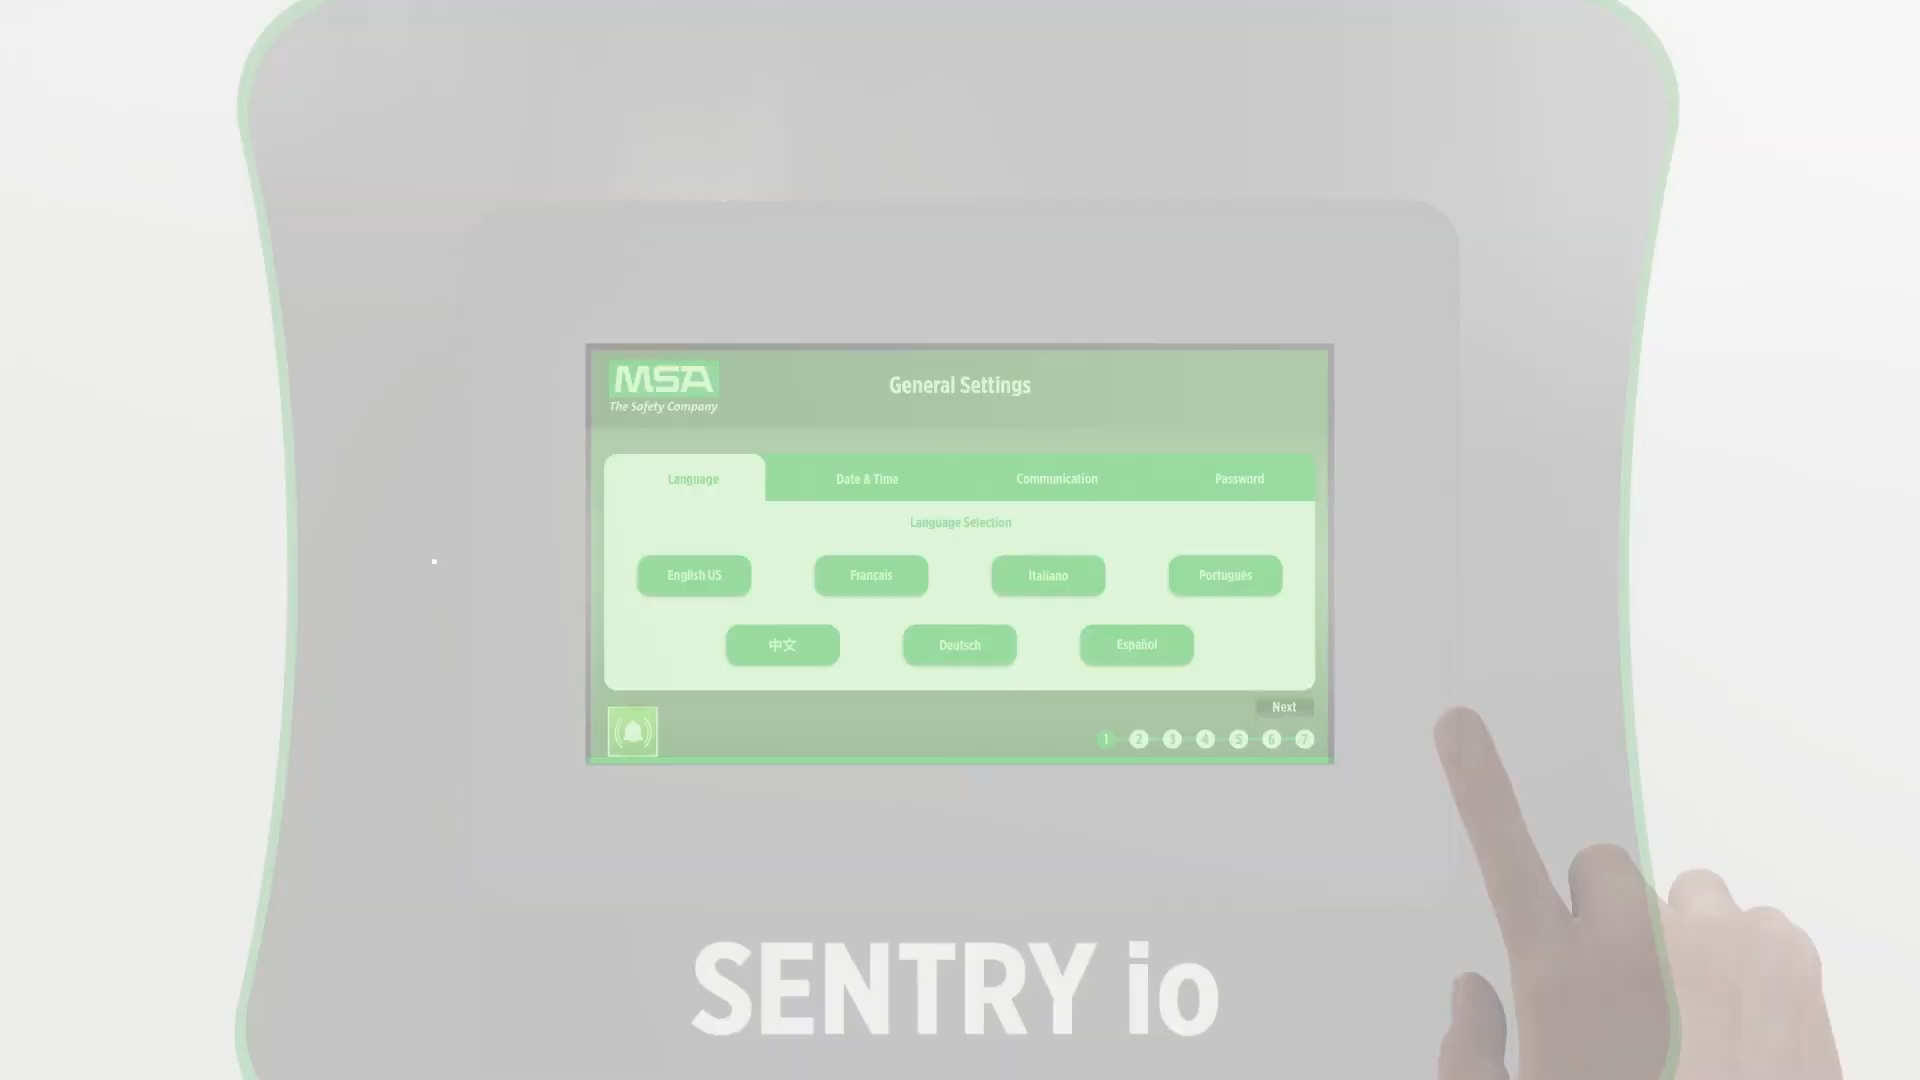 MSA
The Safety Company
General Settings
Language
Date & Time
Communication
Password
Language Selection
English US
Français
Italiano
Português
中文
Deutsch
Español
Next
1 2 3 4 5 6 7
SENTRY io